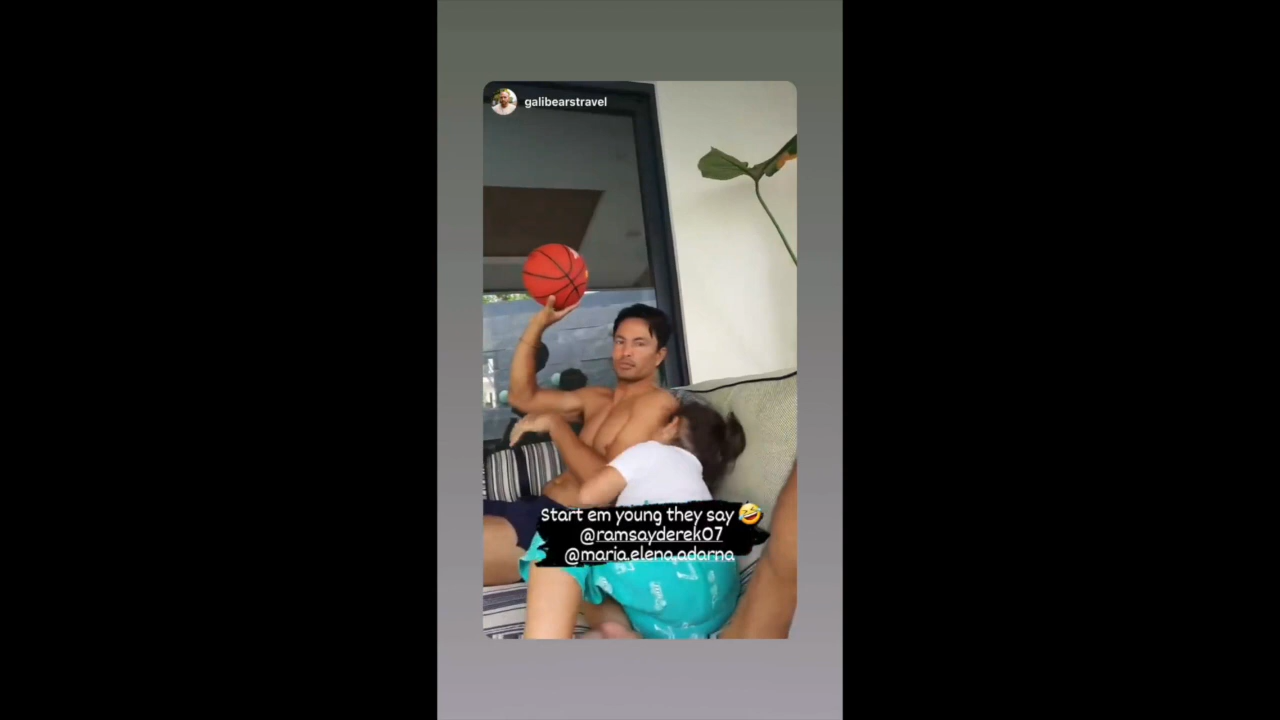 galibearstravel
Start em young they say 🤣
@ramsayderek07
@maria.elena.adarna